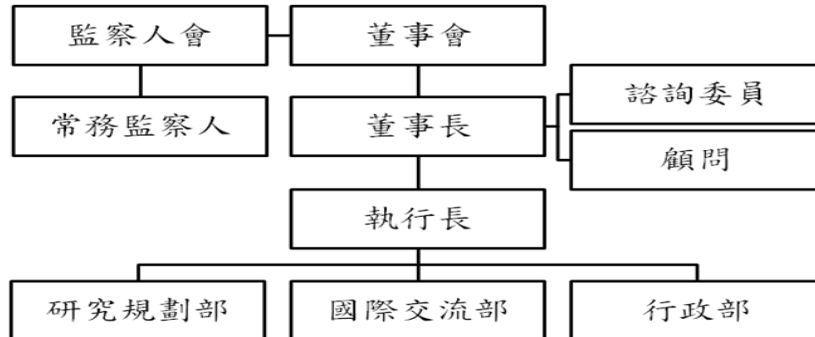 監察人會
董事會
常務監察人
董事長
諮詢委員
顧問
執行長
研究規劃部
國際交流部
行政部